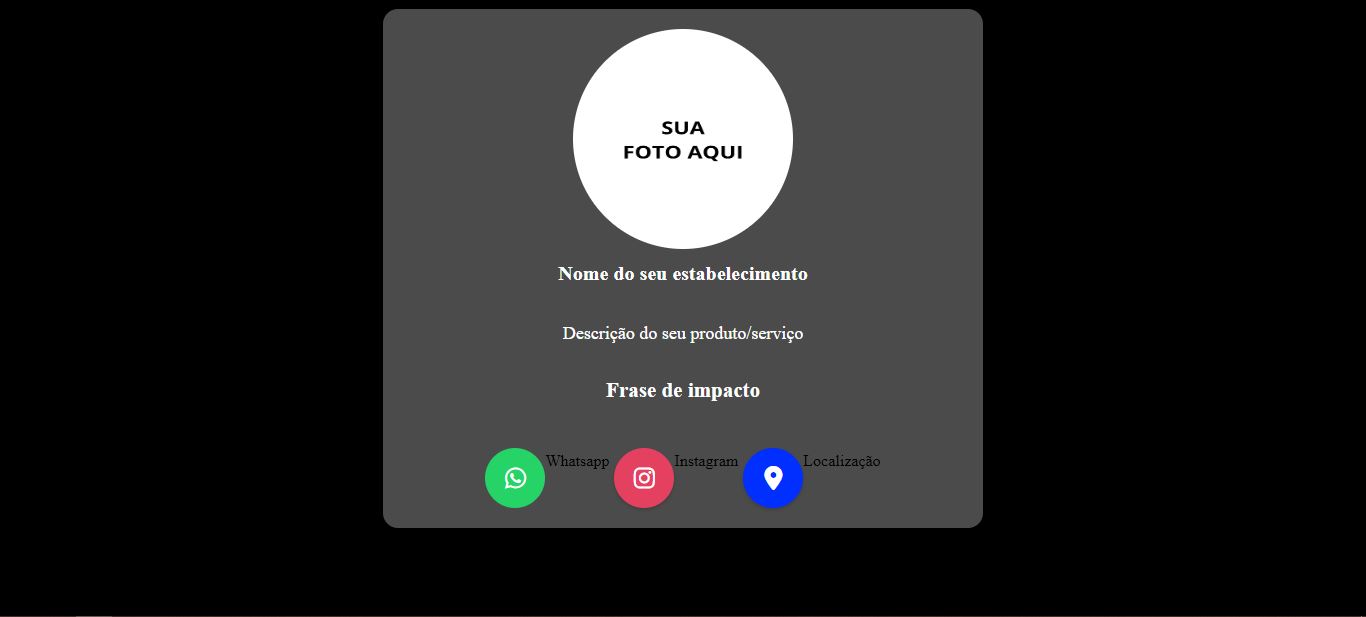 SUA
FOTO AQUI
Nome do seu estabelecimento
Descrição do seu produto/serviço
Frase de impacto
Whatsapp Instagram Localização